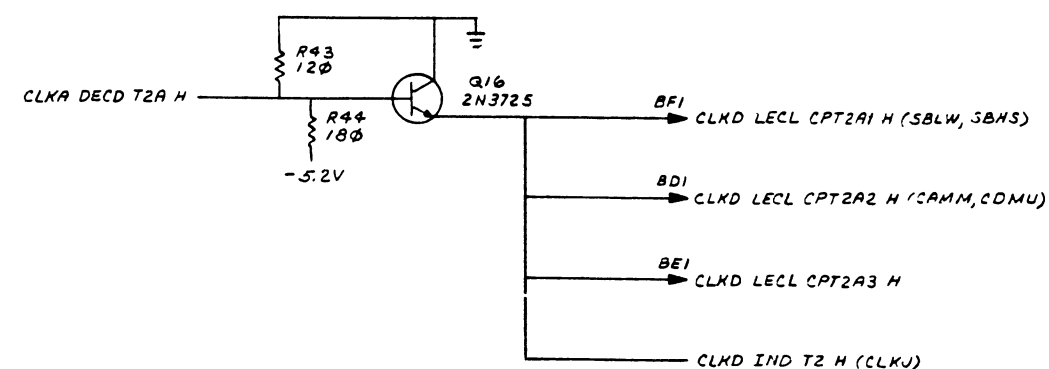 R43
12Ø
CLKA DECD T2A H
R44
18Ø
-5.2V
Q16
2N3725
BF1
CLKD LECL CPT2A1 H (SBLW, SBHS)
BD1
CLKD LECL CPT2A2 H (CAMM, CDMU)
BE1
CLKD LECL CPT2A3 H
CLKD IND T2 H (CLKJ)